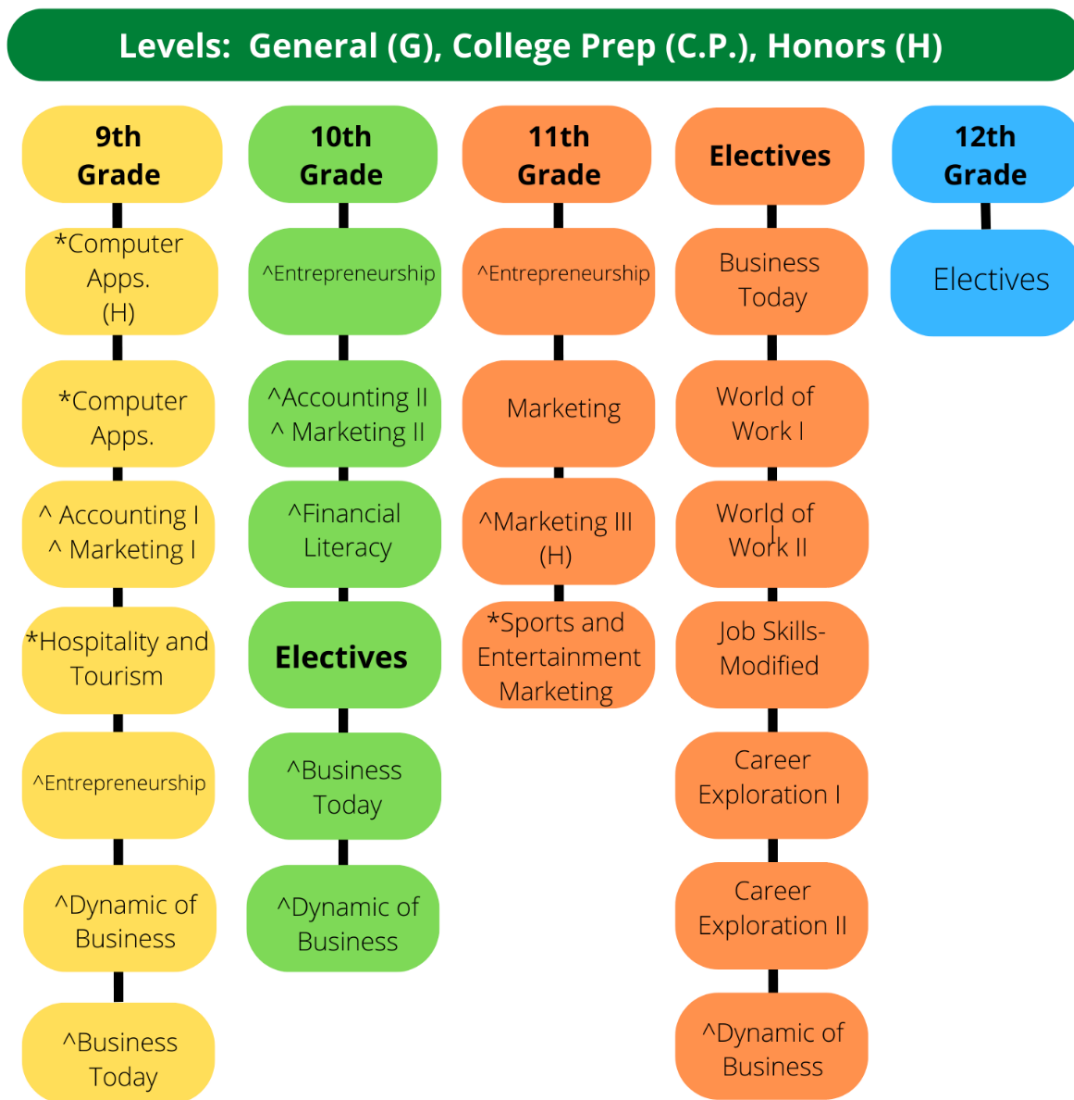 Levels:  General (G), College Prep (C.P.), Honors (H)
9th
Grade
*Computer
Apps.
(H)
*Computer
Apps.
^ Accounting I
^ Marketing I
*Hospitality and
Tourism
^Entrepreneurship
^Dynamic of
Business
^Business
Today
10th
Grade
^Entrepreneurship
^Accounting II
^ Marketing II
^Financial
Literacy
Electives
^Business
Today
^Dynamic of
Business
11th
Grade
^Entrepreneurship
Marketing
^Marketing III
(H)
*Sports and
Entertainment
Marketing
Electives
Business
Today
World of
Work I
World of
I
Work II
Job Skills-
Modified
Career
Exploration I
Career
Exploration II
^Dynamic of
Business
12th
Grade
Electives